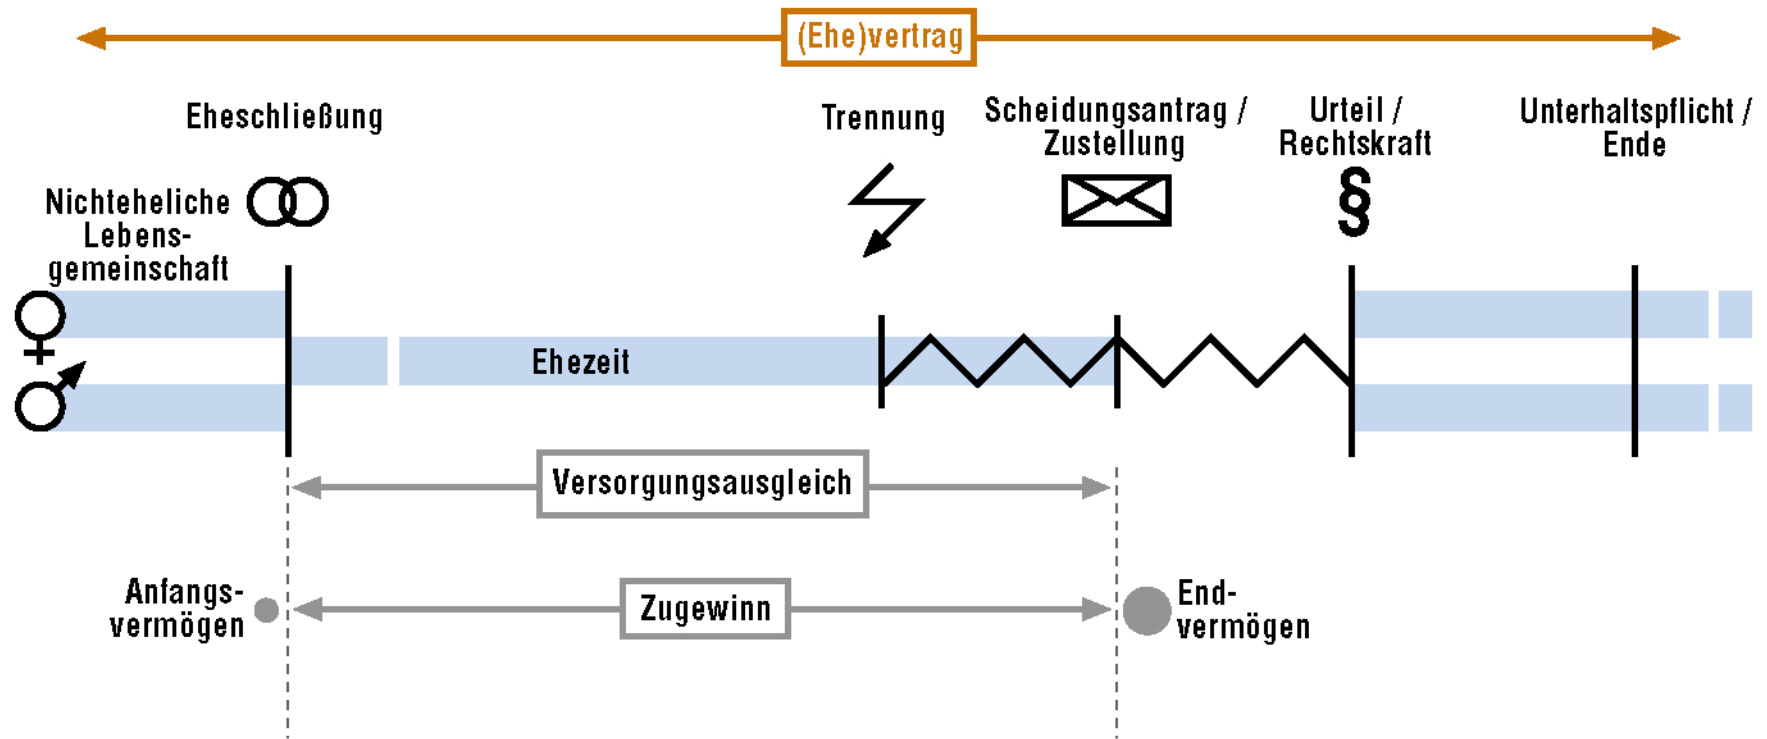 (Ehe)vertrag
Eheschließung
Trennung
Scheidungsantrag /
Zustellung
Urteil /
Rechtskraft
§
Unterhaltspflicht /
Ende
Nichteheliche
Lebens-
gemeinschaft
Ehezeit
Versorgungsausgleich
Anfangs-
vermögen
Zugewinn
End-
vermögen